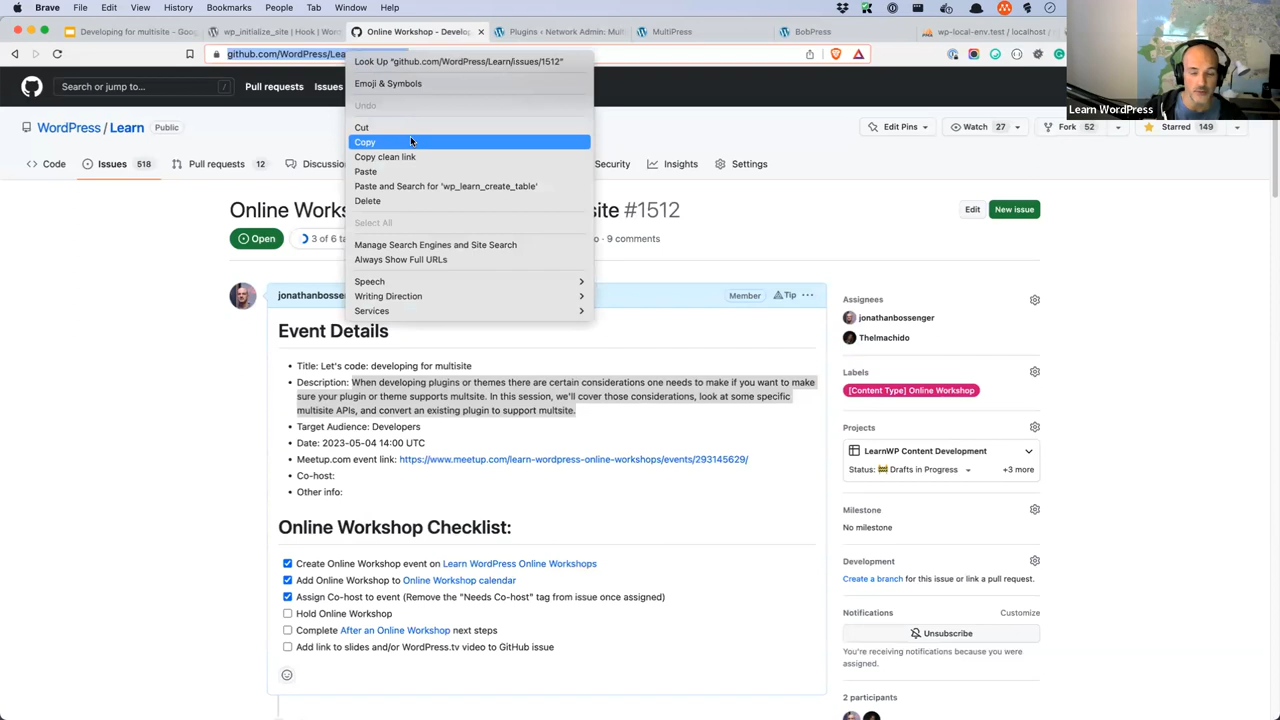 Brave File Edit View History Bookmarks People Tab Window Help
Developing for multisite - Goog
wp_initialize_site | Hook | Wor
Online Workshop - Develop
Plugins ‹ Network Admin: Multi
MultiPress
BobPress
wp-local-env.test / localhost /
github.com/WordPress/Lea
Look Up “github.com/WordPress/Learn/issues/1512”
Emoji & Symbols
Undo
Cut
Copy
Copy clean link
Paste
Paste and Search for 'wp_learn_create_table'
Delete
Select All
Manage Search Engines and Site Search
Always Show Full URLs
Speech
Writing Direction
Services
Learn WordPress
Search or jump to... /
Pull requests Issues
WordPress / Learn Public
Edit Pins Watch 27 Fork 52 Starred 149
Code Issues 518 Pull requests 12 Discussio Security Insights Settings
Online Works ite #1512
Edit New issue
Open 3 of 6 ta o · 9 comments
jonathanbossen Member Tip ...
Event Details
• Title: Let's code: developing for multisite
• Description: When developing plugins or themes there are certain considerations one needs to make if you want to make
sure your plugin or theme supports multsite. In this session, we'll cover those considerations, look at some specific
multisite APIs, and convert an existing plugin to support multsite.
• Target Audience: Developers
• Date: 2023-05-04 14:00 UTC
• Meetup.com event link: https://www.meetup.com/learn-wordpress-online-workshops/events/293145629/
• Co-host:
• Other info:
Online Workshop Checklist:
Create Online Workshop event on Learn WordPress Online Workshops
Add Online Workshop to Online Workshop calendar
Assign Co-host to event (Remove the "Needs Co-host" tag from issue once assigned)
Hold Online Workshop
Complete After an Online Workshop next steps
Add link to slides and/or WordPress.tv video to GitHub issue
Assignees
jonathanbossenger
Thelmachido
Labels
[Content Type] Online Workshop
Projects
LearnWP Content Development
Status: 🚧 Drafts in Progress +3 more
Milestone
No milestone
Development
Create a branch for this issue or link a pull request.
Notifications Customize
Unsubscribe
You're receiving notifications because you were
assigned.
2 participants